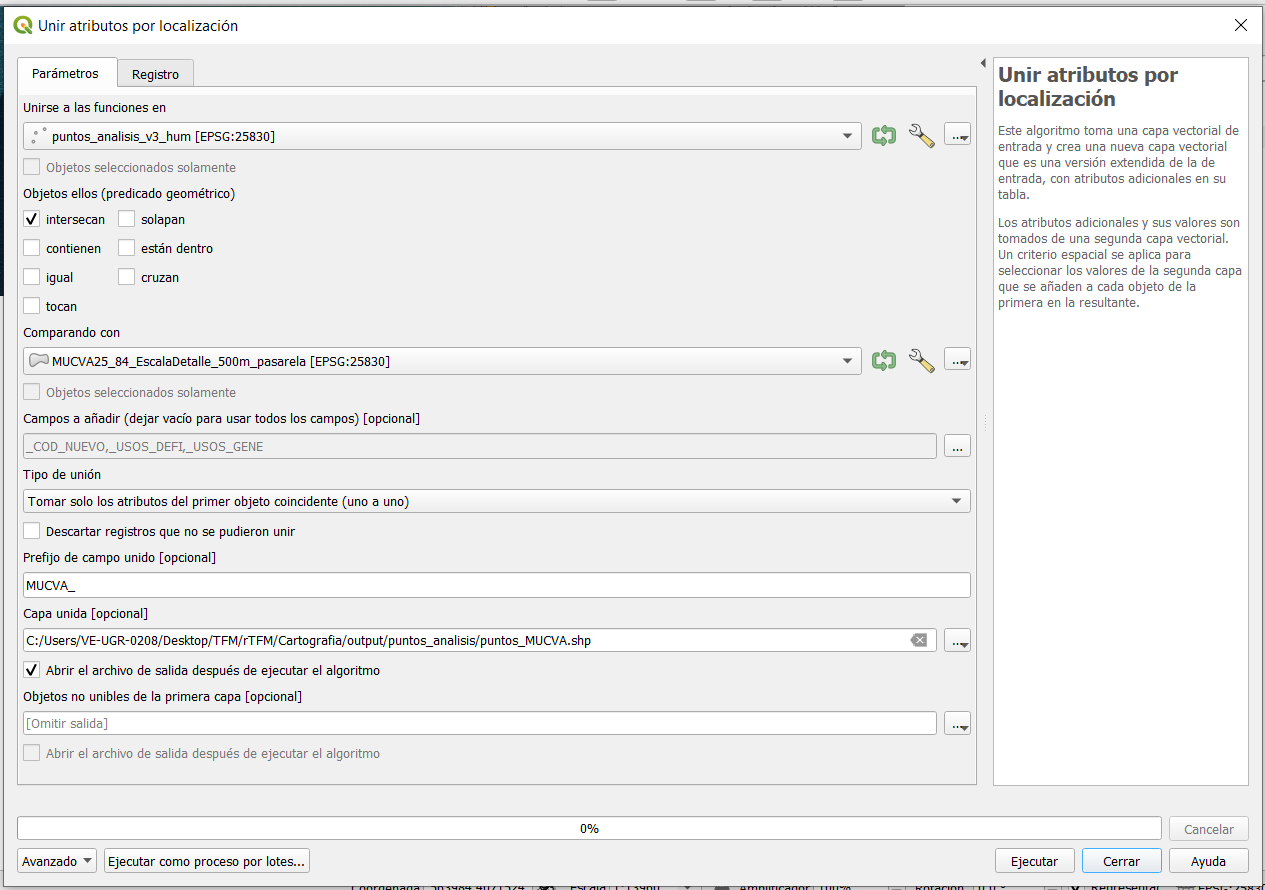 Unir atributos por localización
Parámetros
Registro
Unirse a las funciones en
puntos_analisis_v3_hum [EPSG:25830]
...
Objetos seleccionados solamente
Objetos ellos (predicado geométrico)
intersecan
solapan
contienen
están dentro
igual
cruzan
tocan
Comparando con
MUCVA25_84_EscalaDetalle_500m_pasarela [EPSG:25830]
...
Objetos seleccionados solamente
Campos a añadir (dejar vacío para usar todos los campos) [opcional]
_COD_NUEVO,_USOS_DEFI,_USOS_GENE
...
Tipo de unión
Tomar solo los atributos del primer objeto coincidente (uno a uno)
Descartar registros que no se pudieron unir
Prefijo de campo unido [opcional]
MUCVA_
Capa unida [opcional]
C:/Users/VE-UGR-0208/Desktop/TFM/rTFM/Cartografia/output/puntos_analisis/puntos_MUCVA.shp
...
Abrir el archivo de salida después de ejecutar el algoritmo
Objetos no unibles de la primera capa [opcional]
[Omitir salida]
...
Abrir el archivo de salida después de ejecutar el algoritmo
Unir atributos por
localización
Este algoritmo toma una capa vectorial de
entrada y crea una nueva capa vectorial
que es una versión extendida de la de
entrada, con atributos adicionales en su
tabla.
Los atributos adicionales y sus valores son
tomados de una segunda capa vectorial.
Un criterio espacial se aplica para
seleccionar los valores de la segunda capa
que se añaden a cada objeto de la
primera en la resultante.
0%
Cancelar
Avanzado
Ejecutar como proceso por lotes...
Ejecutar
Cerrar
Ayuda